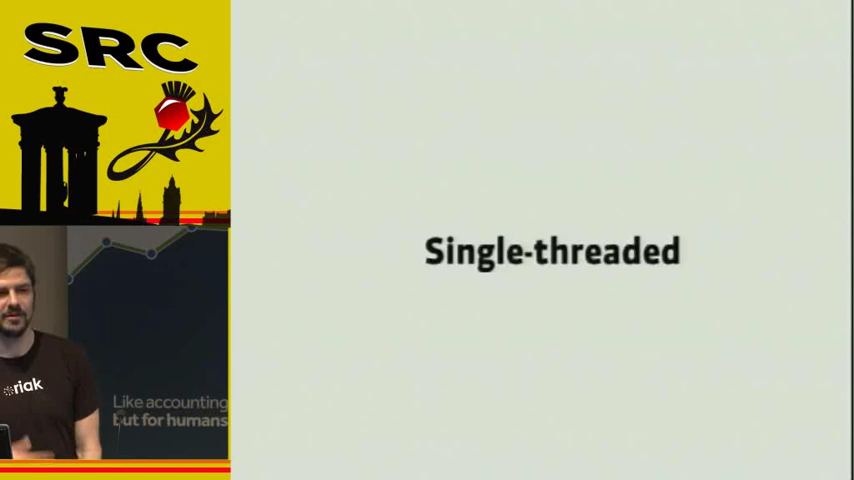 SRC
Single-threaded
riak
Like accounting
but for humans